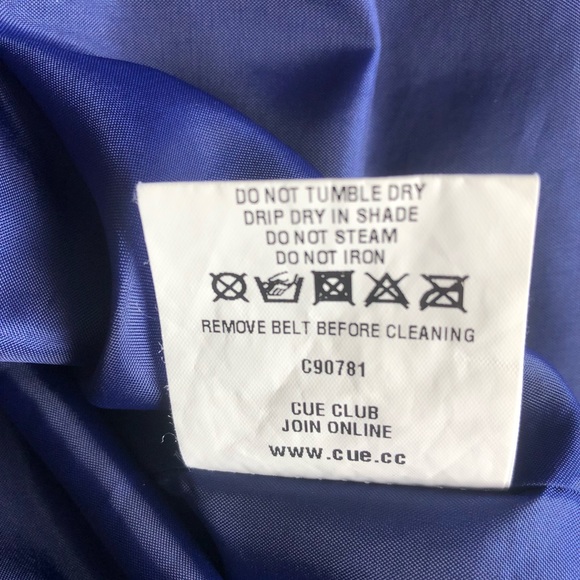 DO NOT TUMBLE DRY
DRIP DRY IN SHADE
DO NOT STEAM
DO NOT IRON
REMOVE BELT BEFORE CLEANING
C90781
CUE CLUB
JOIN ONLINE
www.cue.cc